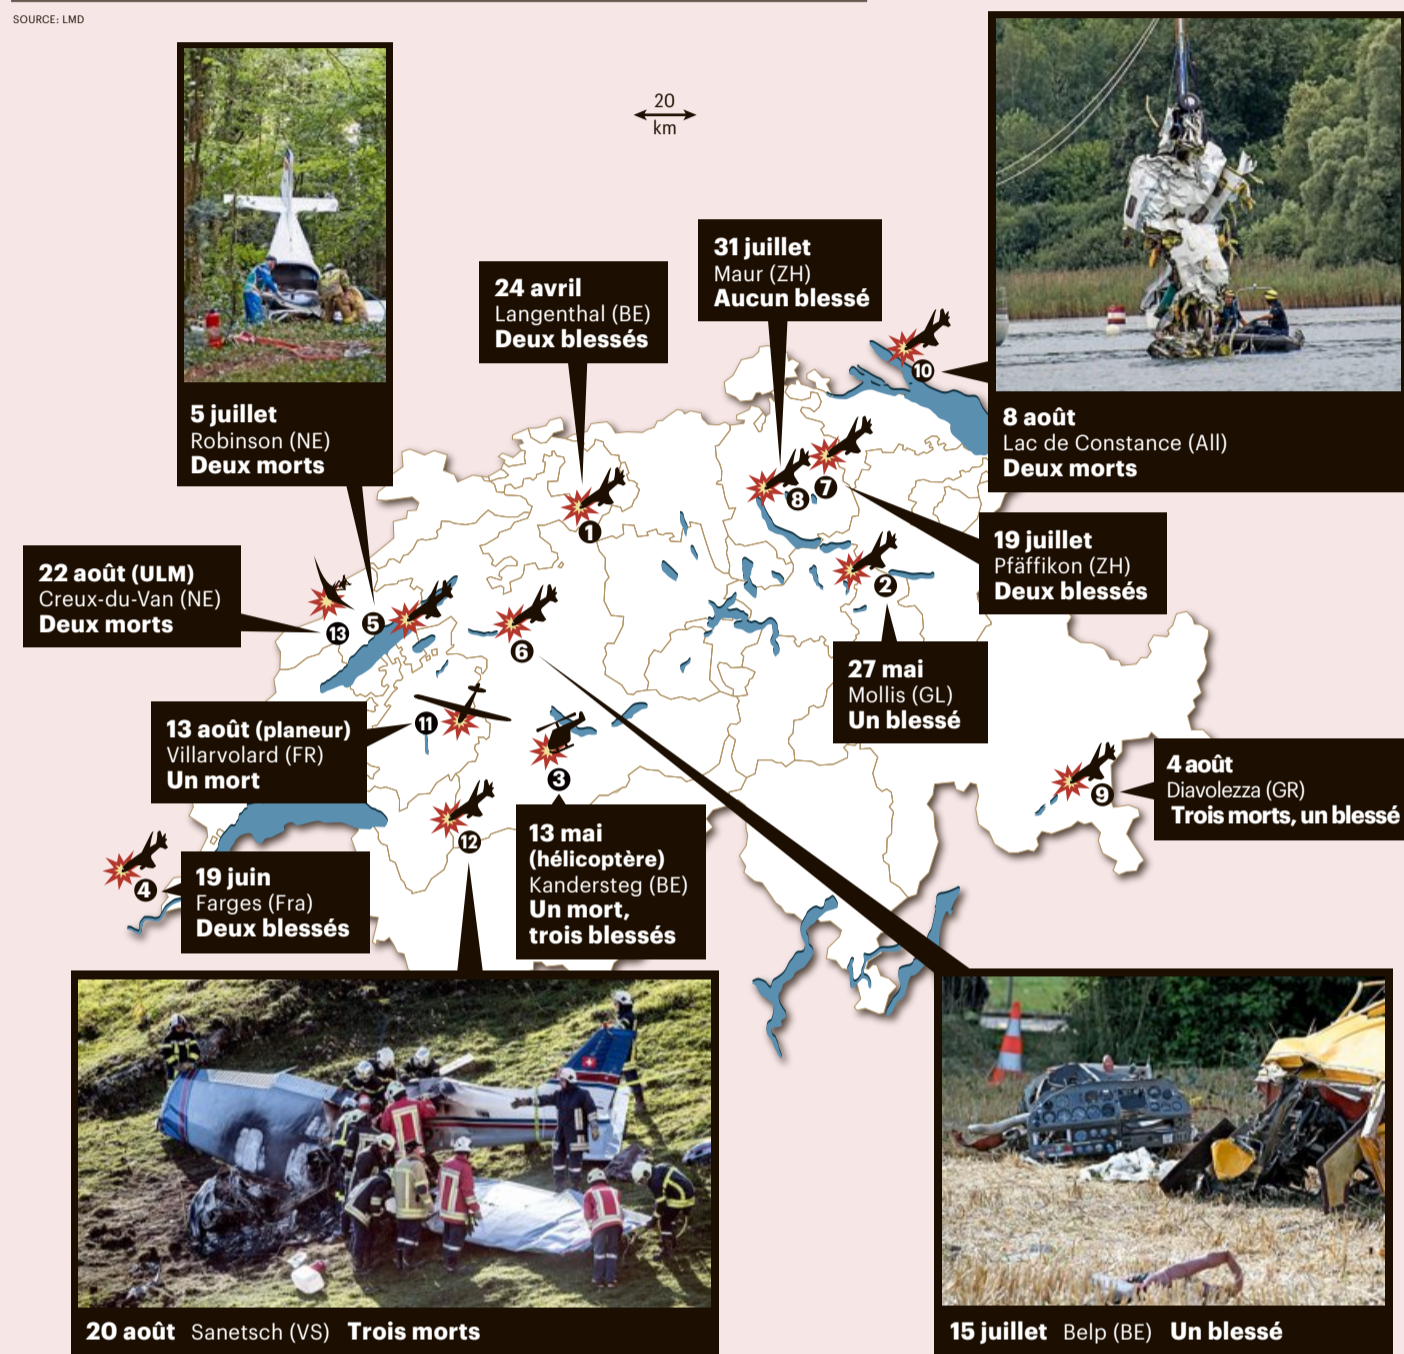 SOURCE: LMD
20
km
5 juillet
Robinson (NE)
Deux morts
24 avril
Langenthal (BE)
Deux blessés
31 juillet
Maur (ZH)
Aucun blessé
8 août
Lac de Constance (All)
Deux morts
10
8
7
1
19 juillet
Pfäffikon (ZH)
Deux blessés
22 août (ULM)
Creux-du-Van (NE)
Deux morts
13
5
6
2
27 mai
Mollis (GL)
Un blessé
13 août (planeur)
Villarvolard (FR)
Un mort
11
3
12
13 mai
(hélicoptère)
Kandersteg (BE)
Un mort,
trois blessés
9
4 août
Diavolezza (GR)
Trois morts, un blessé
4
19 juin
Farges (Fra)
Deux blessés
20 août Sanetsch (VS) Trois morts
15 juillet Belp (BE) Un blessé